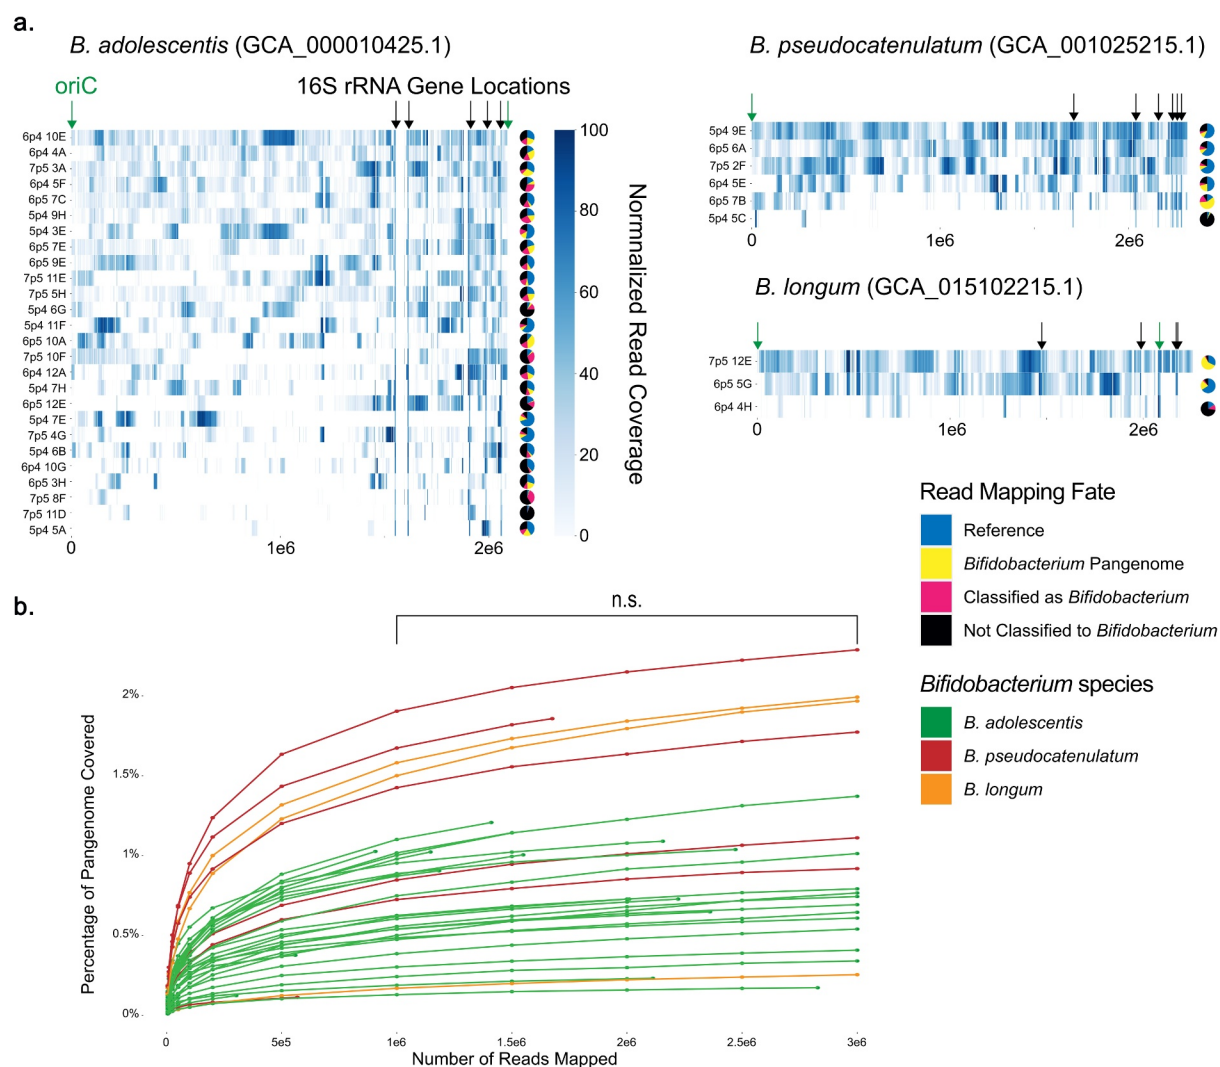 a.
B. adolescentis (GCA_000010425.1)
oriC
16S rRNA Gene Locations
6p4 10E
6p4 4A
7p5 3A
6p4 5F
6p5 7C
5p4 9H
5p4 3E
6p5 7E
6p5 9E
7p5 11E
7p5 5H
5p4 6G
5p4 11F
6p5 10A
7p5 10F
6p4 12A
5p4 7H
6p5 12E
5p4 7E
7p5 4G
5p4 6B
6p4 10G
6p5 3H
7p5 8F
7p5 11D
5p4 5A
0
1e6
2e6
100
80
60
40
20
0
Normnalized Read Coverage
B. pseudocatenulatum (GCA_001025215.1)
5p4 9E
6p5 6A
7p5 2F
6p4 5E
6p5 7B
5p4 5C
0
1e6
2e6
B. longum (GCA_015102215.1)
7p5 12E
6p5 5G
6p4 4H
0
1e6
2e6
Read Mapping Fate
Reference
Bifidobacterium Pangenome
Classified as Bifidobacterium
Not Classified to Bifidobacterium
Bifidobacterium species
B. adolescentis
B. pseudocatenulatum
B. longum
b.
n.s.
Percentage of Pangenome Covered
2%
1.5%
1%
0.5%
0%
0
5e5
1e6
1.5e6
2e6
2.5e6
3e6
Number of Reads Mapped